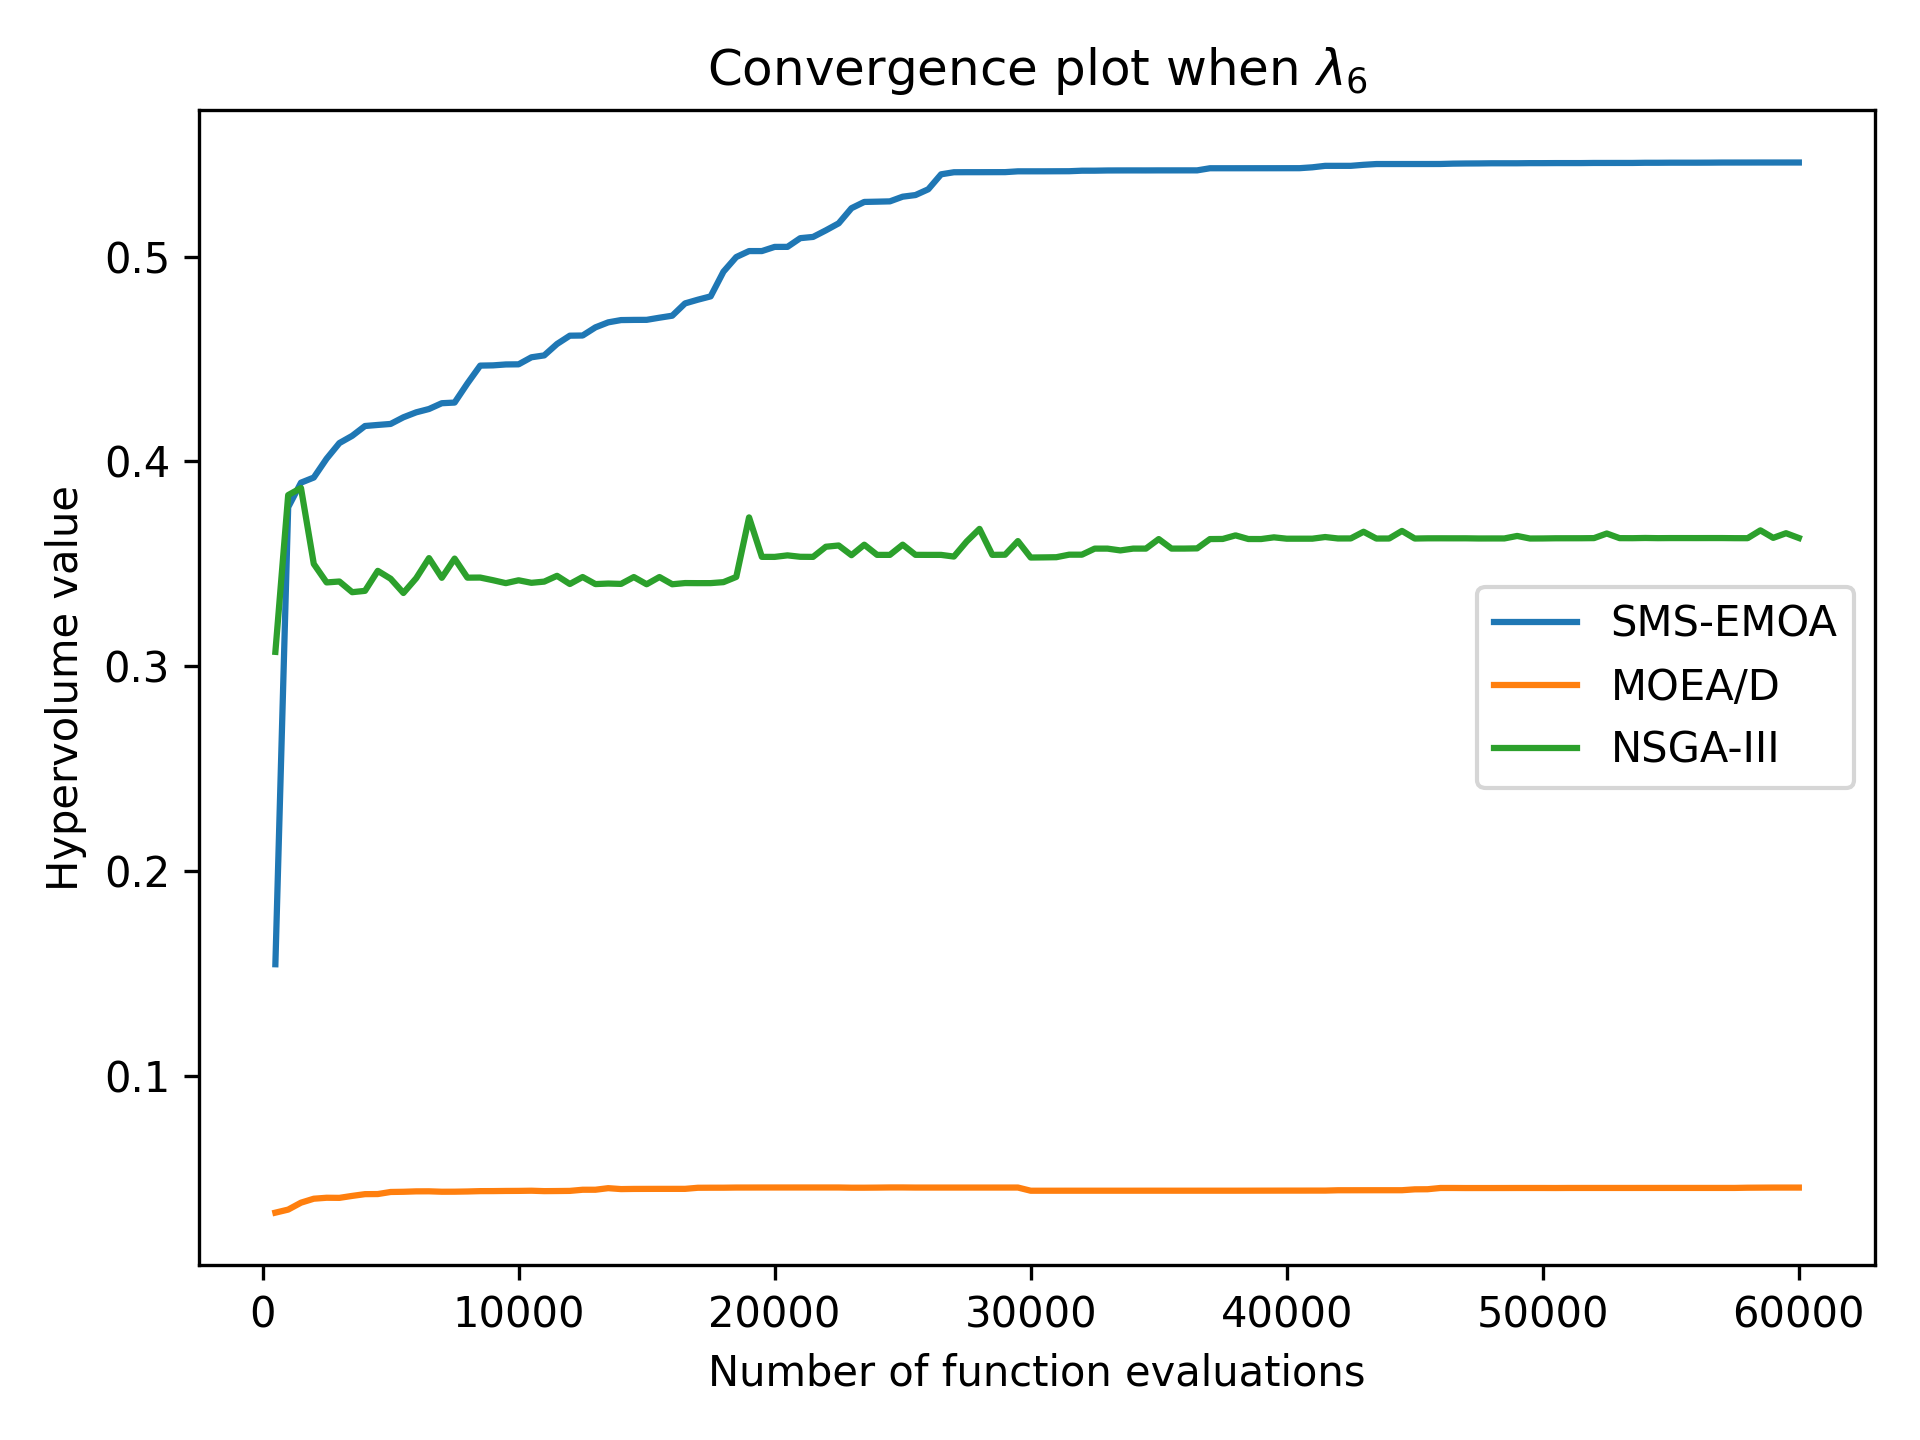 Convergence plot when λ₆
Hypervolume value
0.5
0.4
0.3
0.2
0.1
SMS-EMOA
MOEA/D
NSGA-III
0 10000 20000 30000 40000 50000 60000
Number of function evaluations